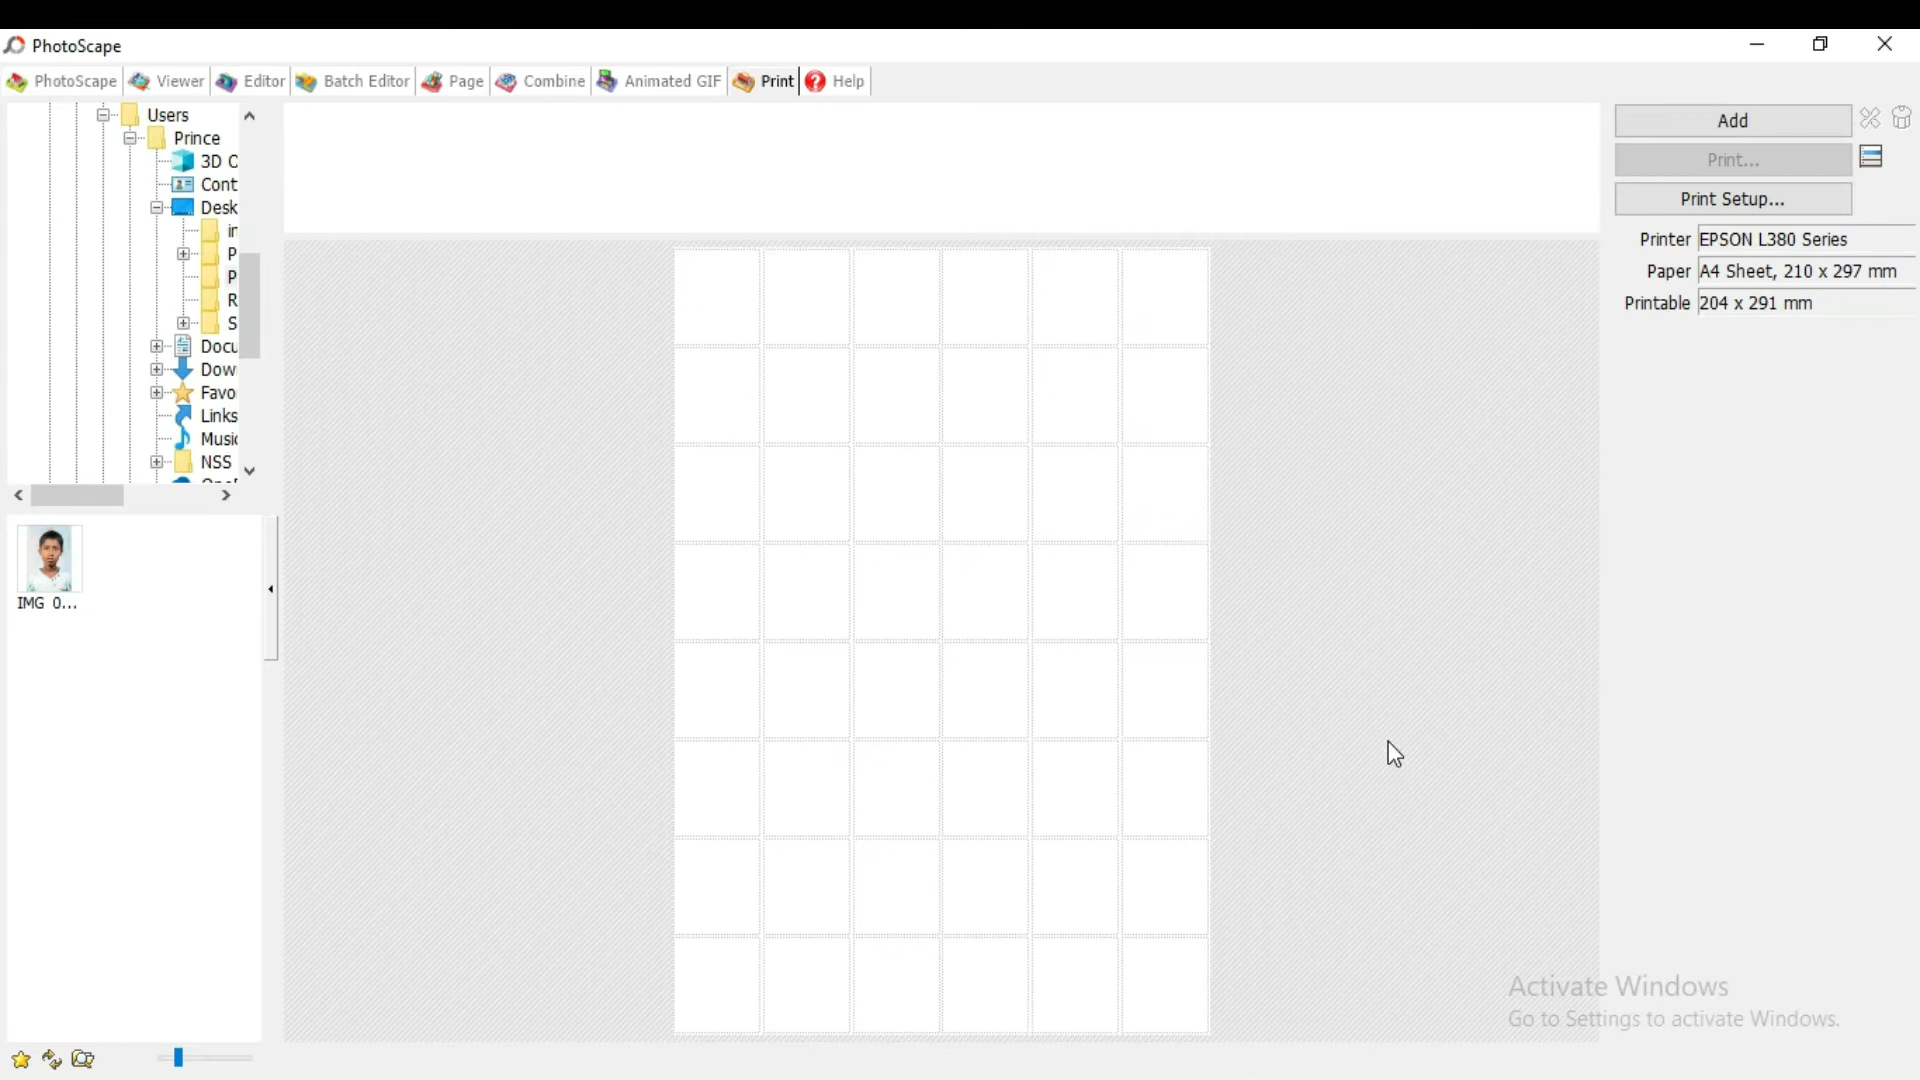 PhotoScape
PhotoScape Viewer Editor Batch Editor Page Combine Animated GIF Print Help
Users
Prince
3D
Cont
Desk
P
P
R
S
Docu
Dow
Favo
Links
Music
NSS
IMG 0...
Add
Print...
Print Setup...
Printer EPSON L380 Series
Paper A4 Sheet, 210 x 297 mm
Printable 204 x 291 mm
Activate Windows
Go to Settings to activate Windows.